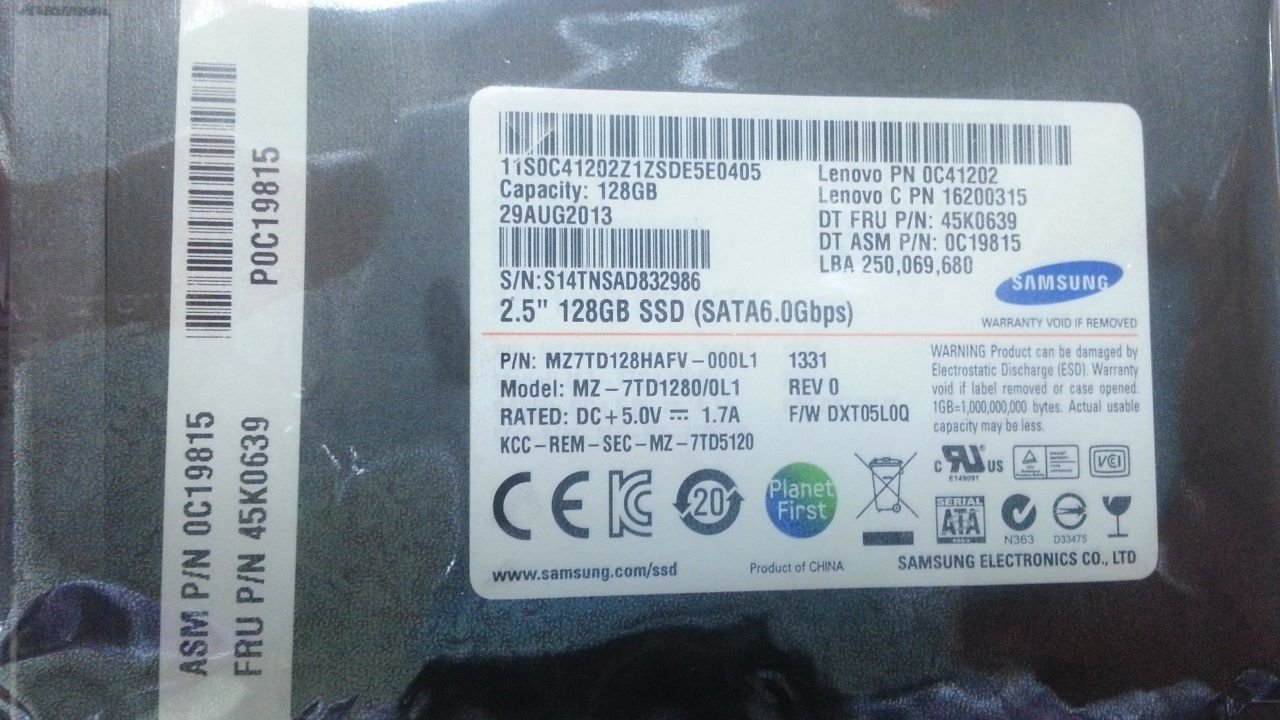 P0C19815
ASM P/N 0C19815
FRU P/N 45K0639
11S0C41202Z1ZSDE5E0405
Capacity: 128GB
29AUG2013
S/N:S14TNSAD832986
2.5" 128GB SSD (SATA6.0Gbps)
Lenovo PN 0C41202
Lenovo C PN 16200315
DT FRU P/N: 45K0639
DT ASM P/N: 0C19815
LBA 250,069,680
SAMSUNG
WARRANTY VOID IF REMOVED
P/N: MZ7TD128HAFV-000L1 1331
Model: MZ-7TD1280/0L1 REV 0
RATED: DC+5.0V ⎓ 1.7A F/W DXT05L0Q
KCC-REM-SEC-MZ-7TD5120
WARNING Product can be damaged by
Electrostatic Discharge (ESD). Warranty
void if label removed or case opened.
1GB=1,000,000,000 bytes. Actual usable
capacity may be less.
CE
20
Planet
First
c RU US
E149091
VCI
SERIAL
ATA
N363
D33475
www.samsung.com/ssd
Product of CHINA
SAMSUNG ELECTRONICS CO., LTD